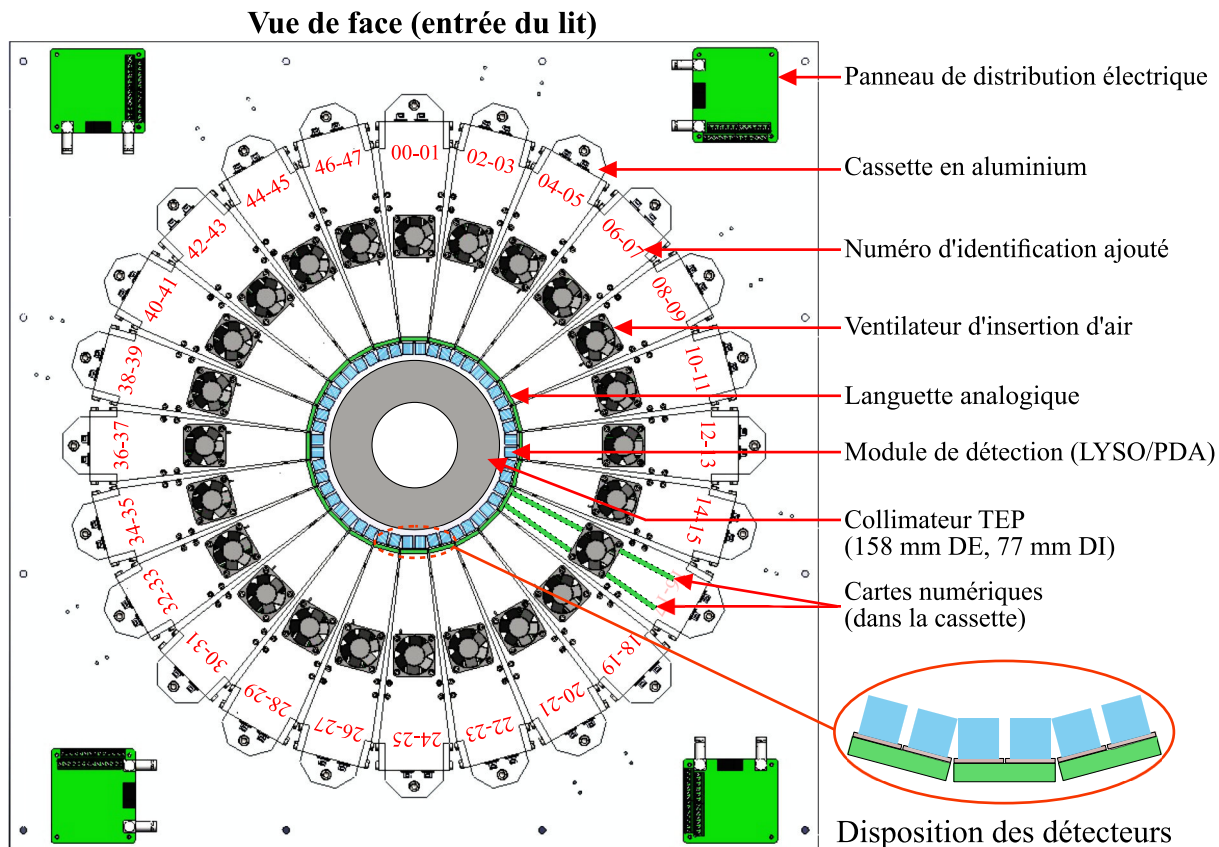 Vue de face (entrée du lit)
Panneau de distribution électrique
Cassette en aluminium
Numéro d'identification ajouté
Ventilateur d'insertion d'air
Languette analogique
Module de détection (LYSO/PDA)
Collimateur TEP
(158 mm DE, 77 mm DI)
Cartes numériques
(dans la cassette)
Disposition des détecteurs
00-01
02-03
04-05
06-07
08-09
10-11
12-13
14-15
18-19
20-21
22-23
24-25
26-27
28-29
30-31
32-33
34-35
36-37
38-39
40-41
42-43
44-45
46-47